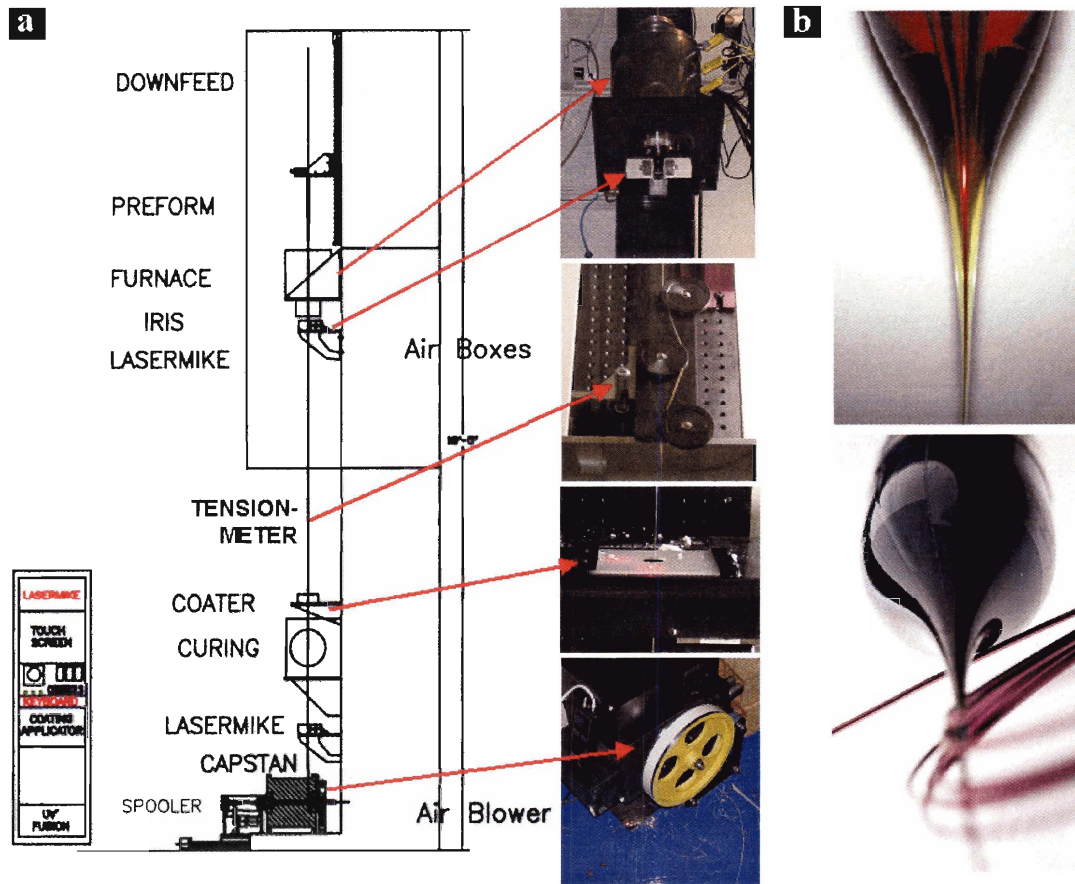 a
b
DOWNFEED
PREFORM
FURNACE
IRIS
LASERMIKE
Air Boxes
TENSION-
METER
COATER
CURING
LASERMIKE
CAPSTAN
SPOOLER
Air Blower
LASERMIKE
TOUCH
SCREEN
KEYBOARD
COATING
APPLICATOR
UV
FUSION